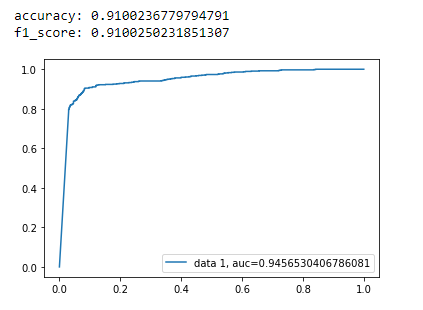 accuracy: 0.9100236779794791
f1_score: 0.9100250231851307
1.0
0.8
0.6
0.4
0.2
0.0
data 1, auc=0.9456530406786081
0.0 0.2 0.4 0.6 0.8 1.0